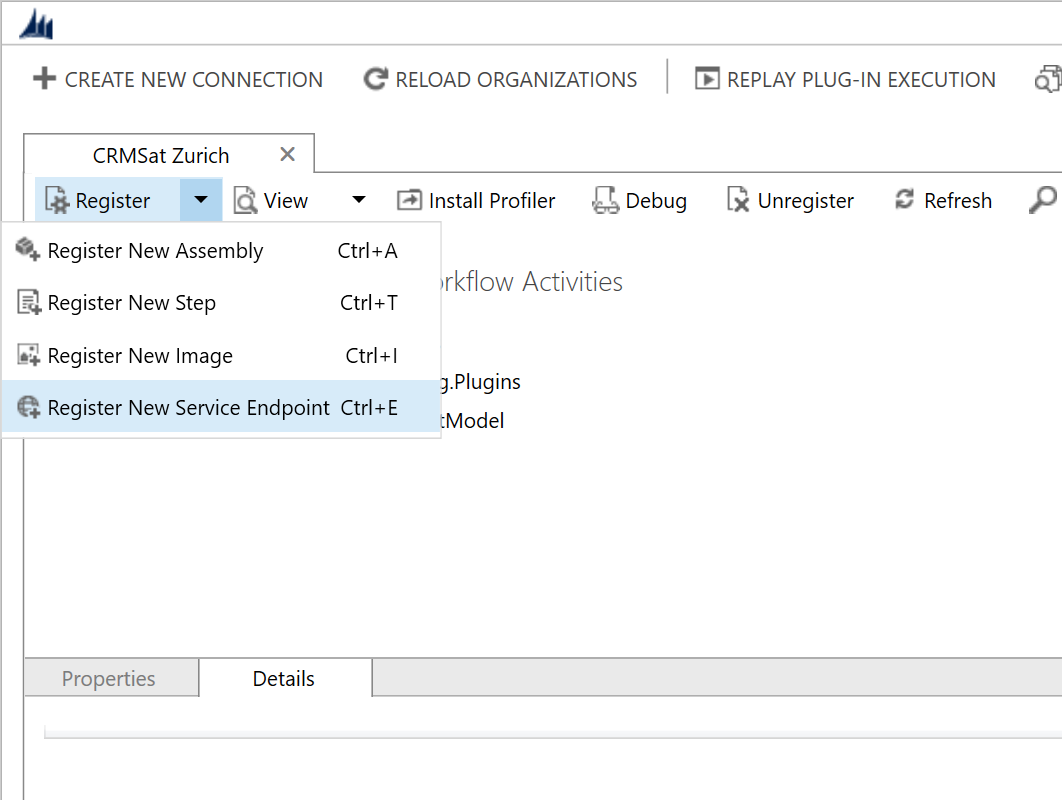 CREATE NEW CONNECTION RELOAD ORGANIZATIONS REPLAY PLUG-IN EXECUTION
CRMSat Zurich
Register View Install Profiler Debug Unregister Refresh
Register New Assembly Ctrl+A
Activities
Register New Step Ctrl+T
Register New Image Ctrl+I
g.Plugins
Register New Service Endpoint Ctrl+E
tModel
Properties Details